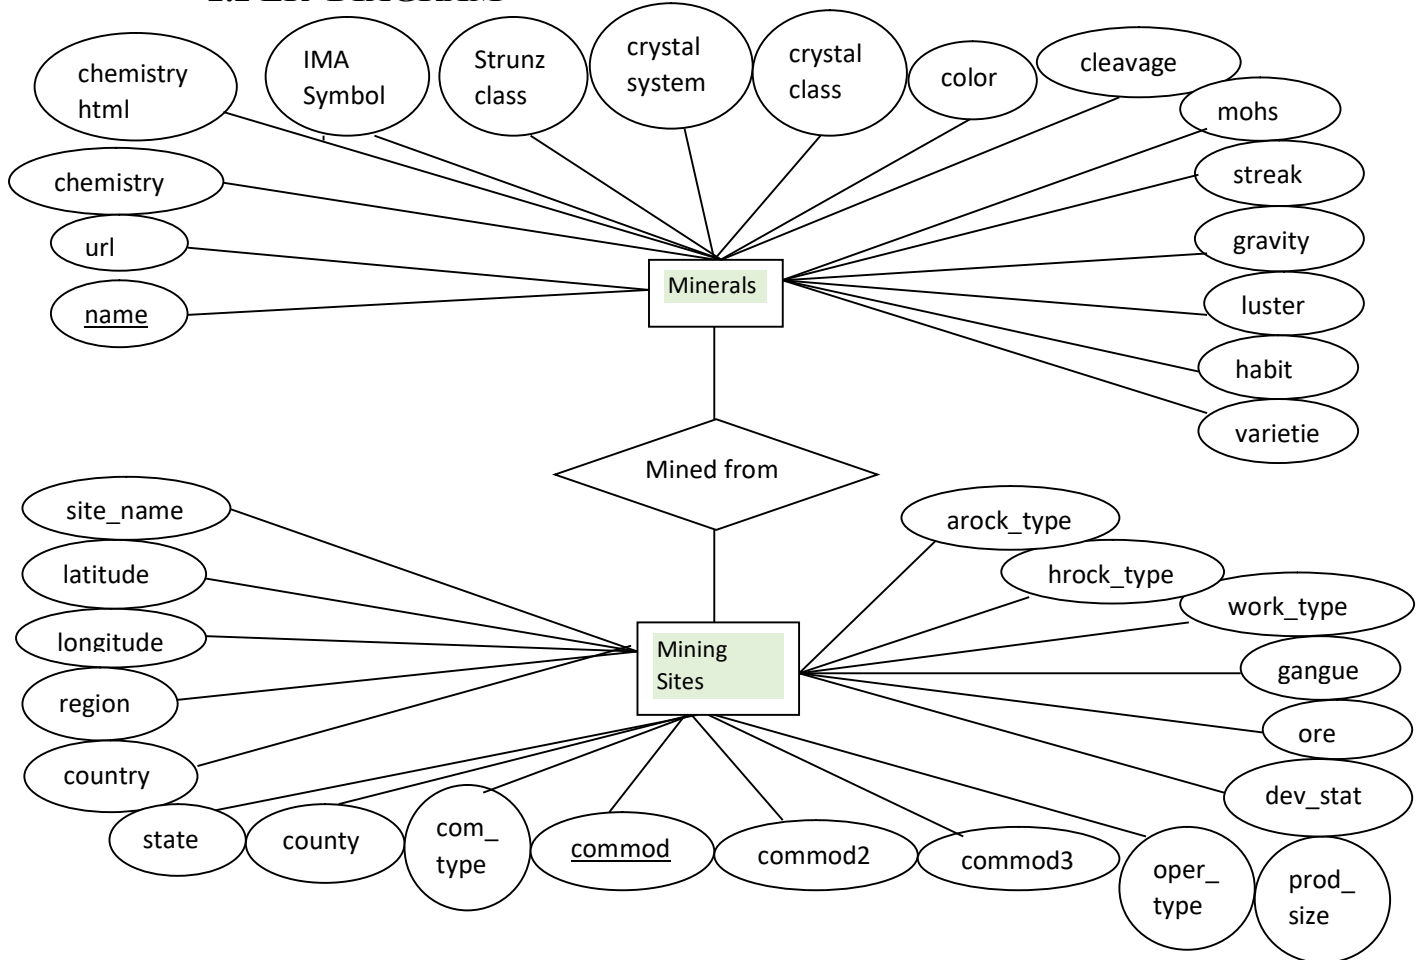 chemistry
html
IMA
Symbol
Strunz
class
crystal
system
crystal
class
color
cleavage
mohs
chemistry
streak
url
gravity
Minerals
name
luster
habit
varietie
Mined from
site_name
arock_type
latitude
hrock_type
work_type
longitude
Mining
Sites
gangue
region
ore
country
dev_stat
state
county
com_
type
commod
commod2
commod3
oper_
type
prod_
size